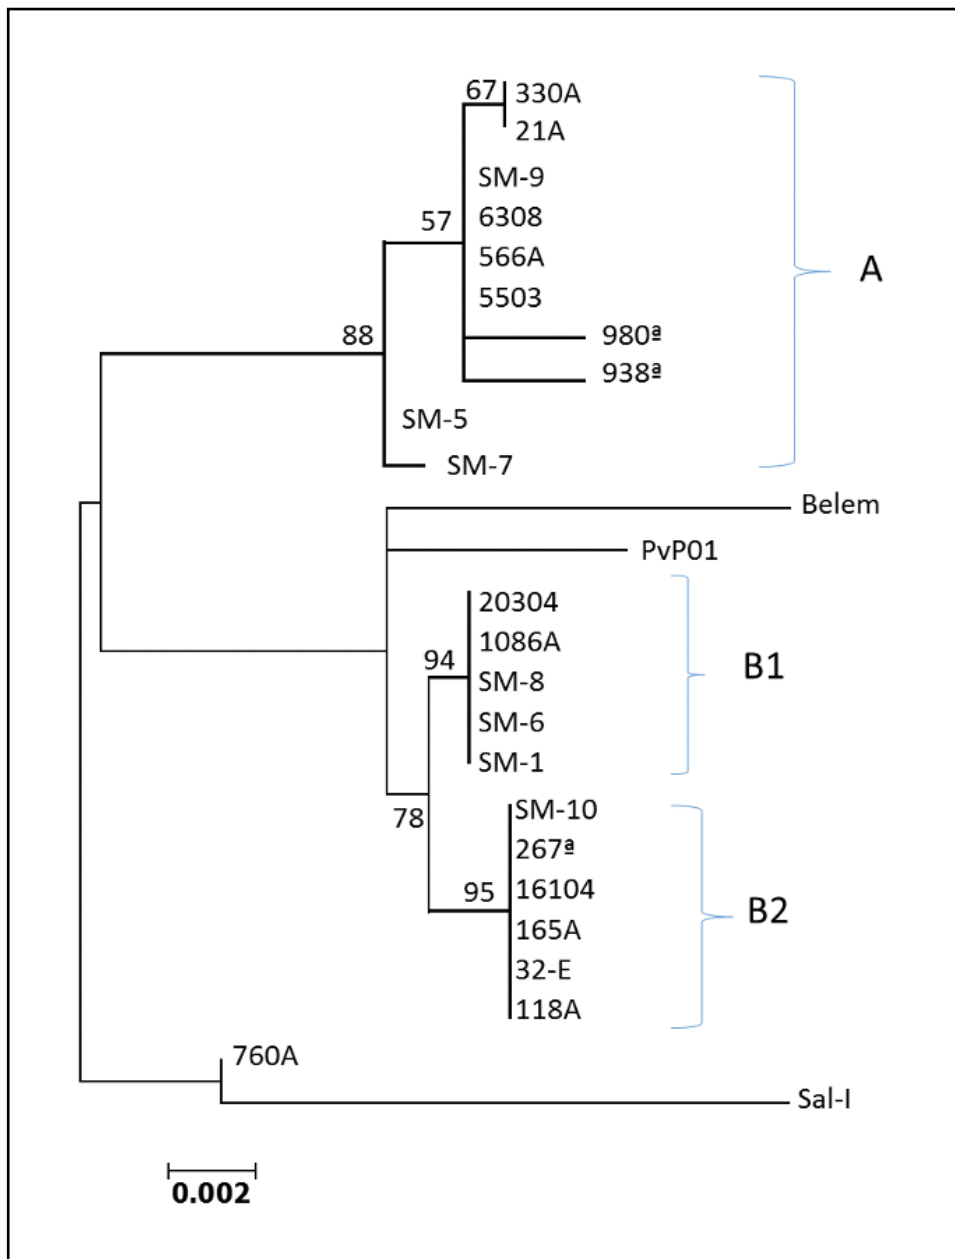 67
330A
21A
SM-9
57
6308
566A
A
5503
88
980ª
938ª
SM-5
SM-7
Belem
PvP01
20304
1086A
94
B1
SM-8
SM-6
SM-1
78
SM-10
267ª
95
16104
B2
165A
32-E
118A
760A
Sal-I
0.002